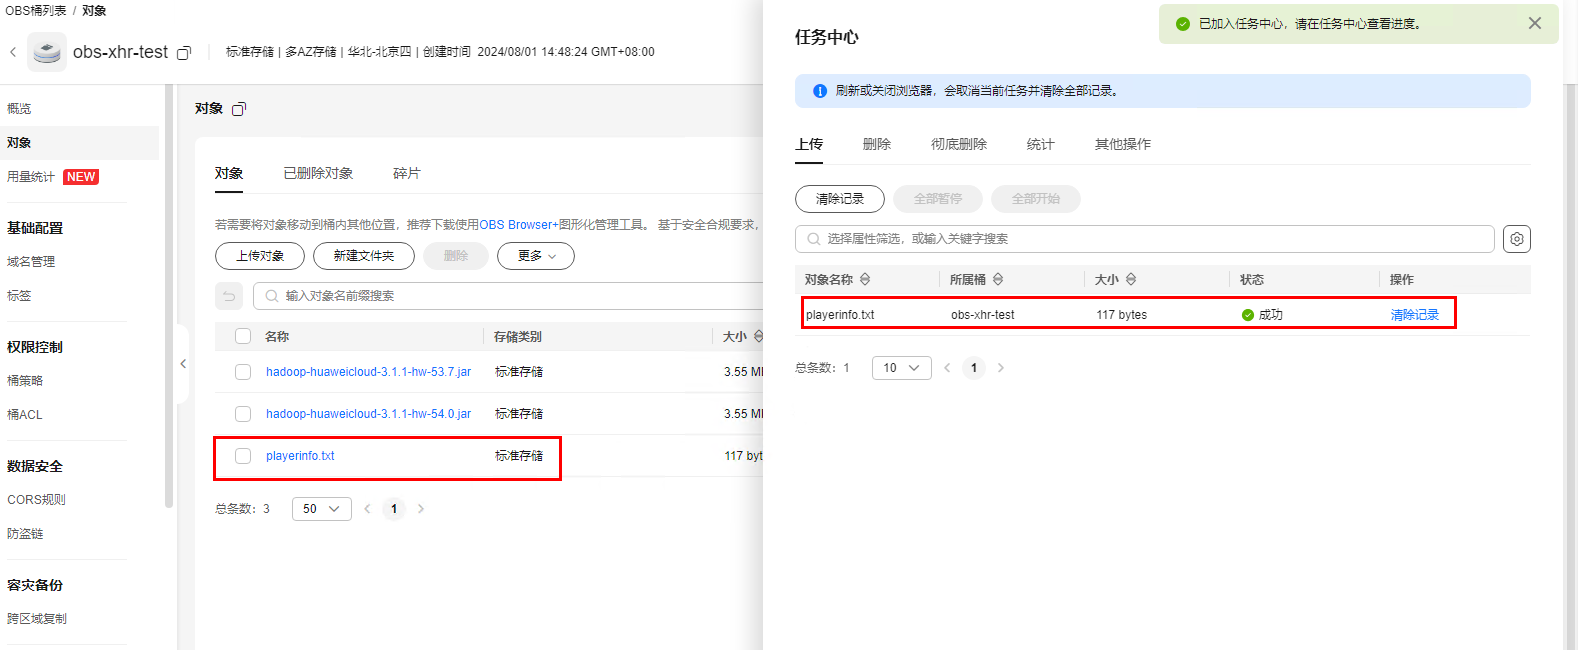 OBS桶列表 / 对象
obs-xhr-test
标准存储 | 多AZ存储 | 华北-北京四 | 创建时间 2024/08/01 14:48:24 GMT+08:00
概览
对象
用量统计 NEW
基础配置
域名管理
标签
权限控制
桶策略
桶ACL
数据安全
CORS规则
防盗链
容灾备份
跨区域复制
对象
对象 已删除对象 碎片
若需要将对象移动到桶内其他位置，推荐下载使用OBS Browser+图形化管理工具。 基于安全合规要求，
上传对象 新建文件夹 删除 更多
输入对象名前缀搜索
名称 存储类别 大小
hadoop-huaweicloud-3.1.1-hw-53.7.jar 标准存储 3.55 MI
hadoop-huaweicloud-3.1.1-hw-54.0.jar 标准存储 3.55 MI
playerinfo.txt 标准存储 117 byt
总条数：3 50 1
任务中心
已加入任务中心，请在任务中心查看进度。
刷新或关闭浏览器，会取消当前任务并清除全部记录。
上传 删除 彻底删除 统计 其他操作
清除记录 全部暂停 全部开始
选择属性筛选，或输入关键字搜索
对象名称 所属桶 大小 状态 操作
playerinfo.txt obs-xhr-test 117 bytes 成功 清除记录
总条数：1 10 1